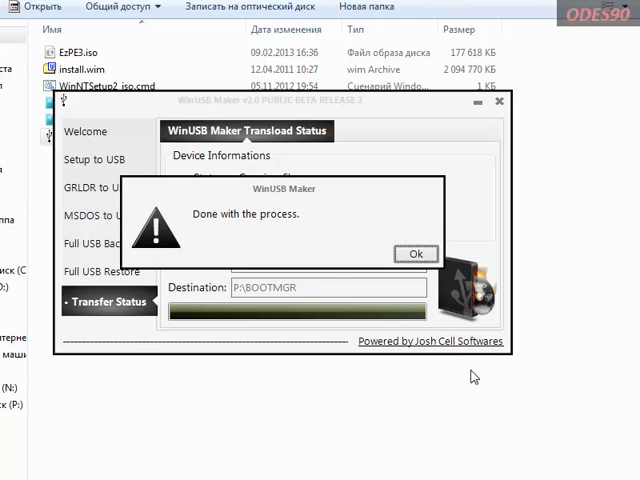 Открыть
Общий доступ
Записать на оптический диск
Новая папка
ODES90
Имя
Дата изменения
Тип
Размер
EzPE3.iso
09.02.2013 16:36
Файл образа диска
177 618 КБ
install.wim
12.04.2011 10:27
wim Archive
2 094 770 КБ
WinNTSetup2_iso.cmd
05.11.2012 19:04
Сценарий Windo...
1 КБ
WinUSB Maker v2.0 PUBLIC BETA RELEASE 2
Welcome
Setup to USB
GRLDR to U
MSDOS to U
Full USB Bac
Full USB Restore
• Transfer Status
WinUSB Maker Transload Status
Device Informations
WinUSB Maker
Done with the process.
Ok
Destination:
P:\BOOTMGR
Powered by Josh Cell Softwares
(N:)
ск (P:)